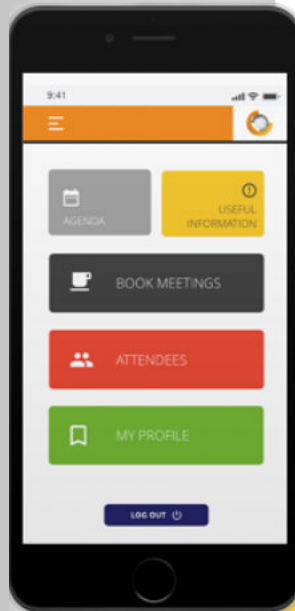 9:41
AGENDA
USEFUL
INFORMATION
BOOK MEETINGS
ATTENDEES
MY PROFILE
LOG OUT